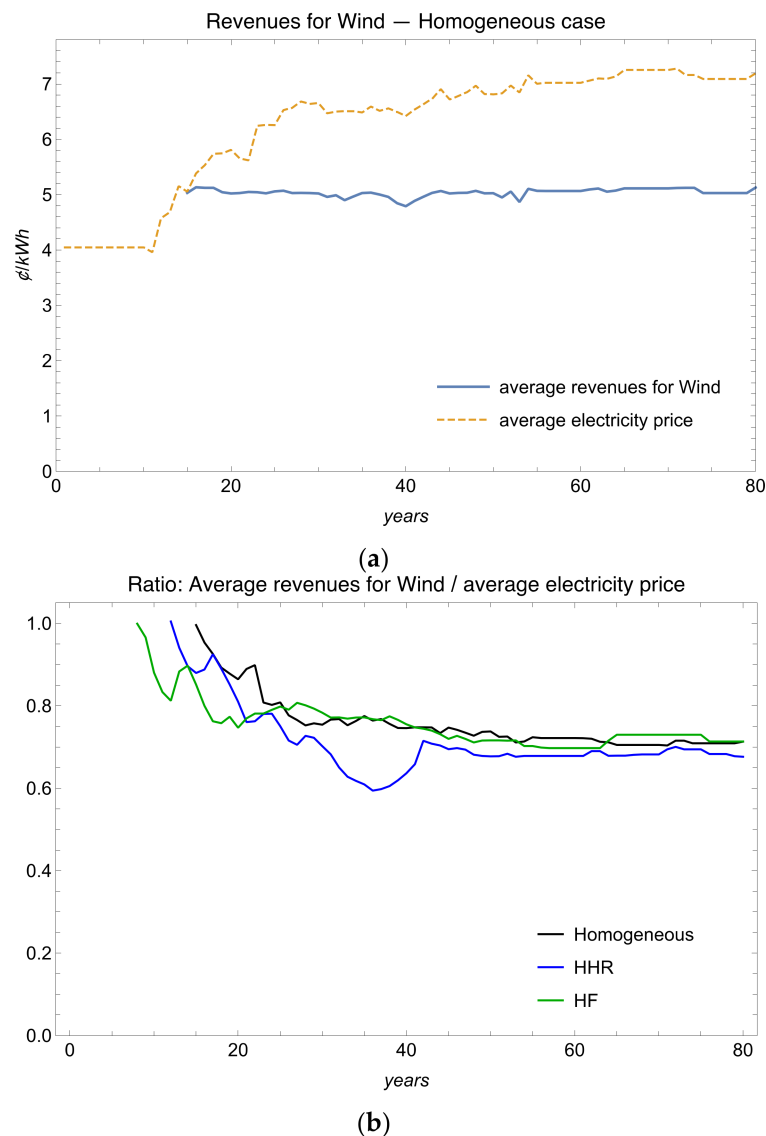 Revenues for Wind — Homogeneous case
7
6
5
4
3
2
1
0
¢/kWh
average revenues for Wind
average electricity price
0 20 40 60 80
years
(a)
Ratio: Average revenues for Wind / average electricity price
1.0
0.8
0.6
0.4
0.2
0.0
Homogeneous
HHR
HF
0 20 40 60 80
years
(b)